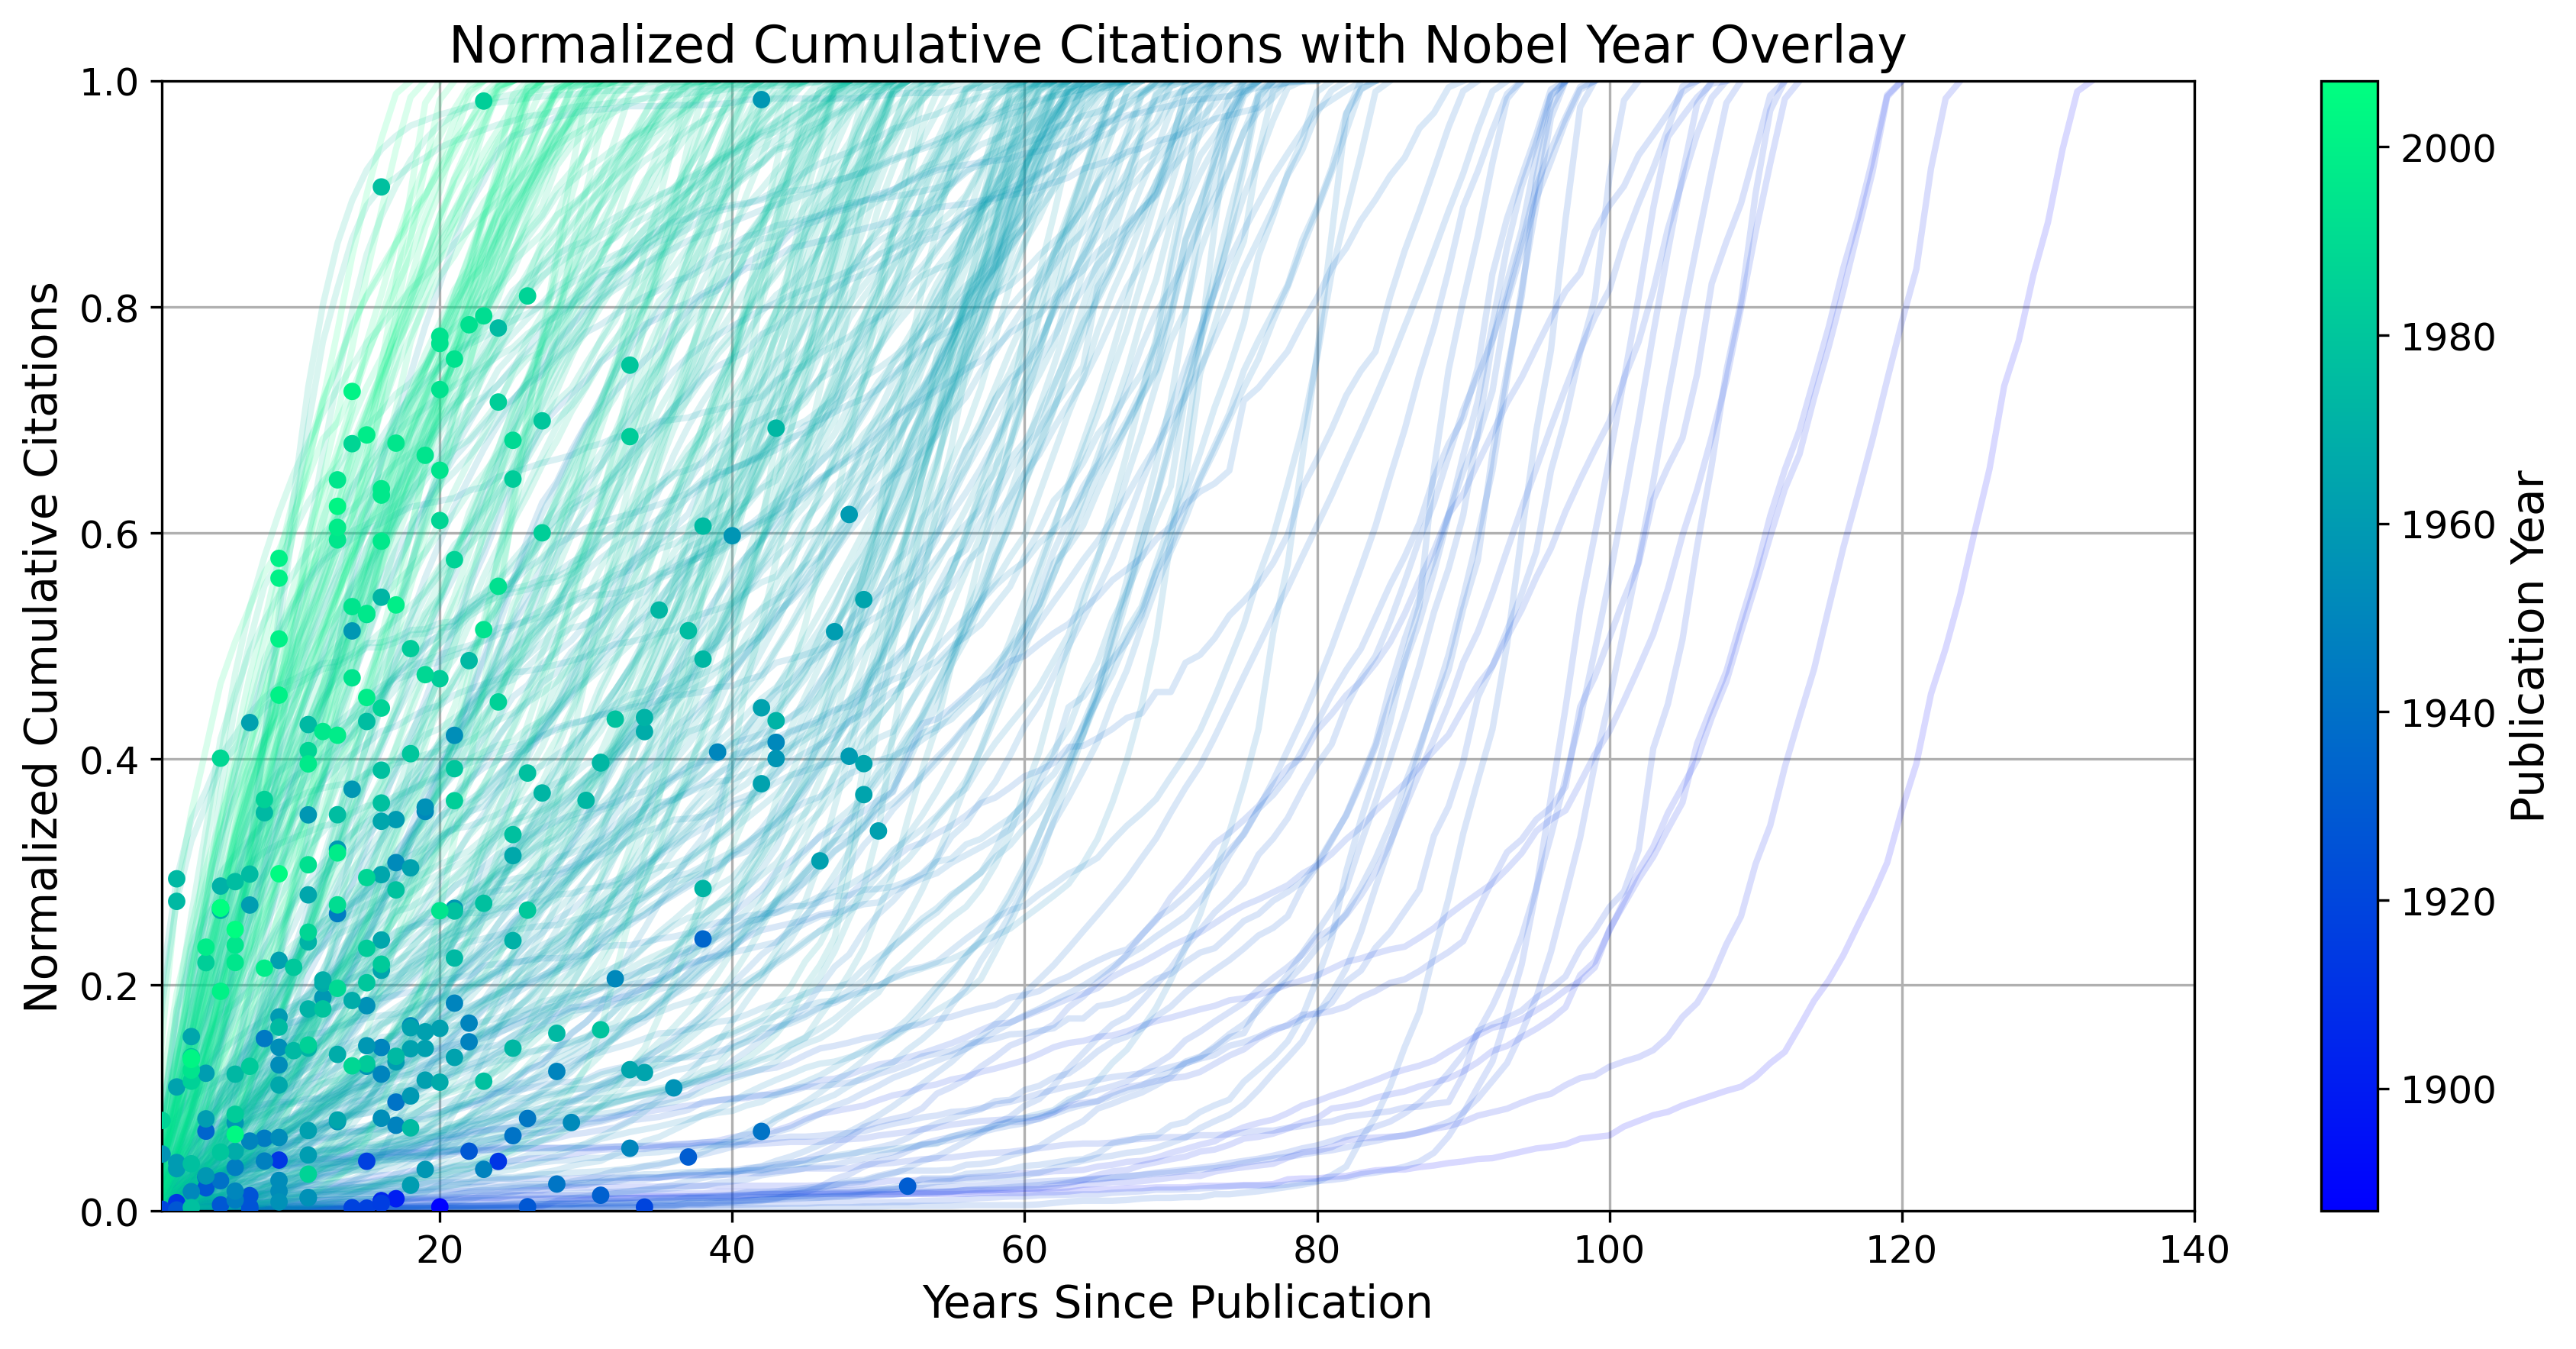 Normalized Cumulative Citations with Nobel Year Overlay
Normalized Cumulative Citations
1.0
0.8
0.6
0.4
0.2
0.0
20 40 60 80 100 120 140
Years Since Publication
2000
1980
1960
1940
1920
1900
Publication Year